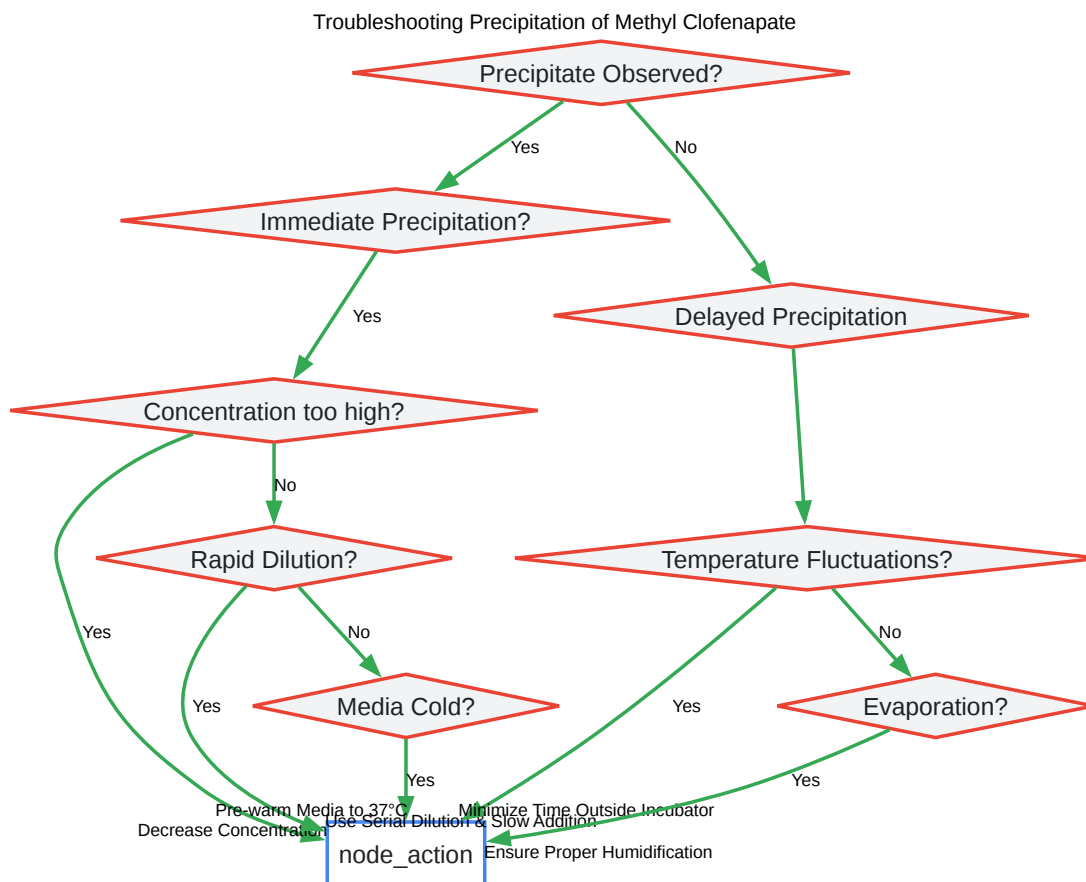 Troubleshooting Precipitation of Methyl Clofenapate
Precipitate Observed?
Yes
No
Immediate Precipitation?
Yes
Delayed Precipitation
Concentration too high?
No
Rapid Dilution?
Temperature Fluctuations?
Yes
No
No
Yes
Media Cold?
Yes
Evaporation?
Yes
Yes
Pre-warm Media to 37°C
Minimize Time Outside Incubator
Decrease Concentration
Use Serial Dilution & Slow Addition
node_action
Ensure Proper Humidification